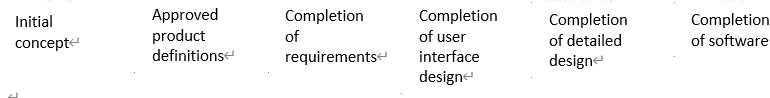 Initial
concept
Approved
product
definitions
Completion
of
requirements
Completion
of user
interface
design
Completion
of detailed
design
Completion
of software